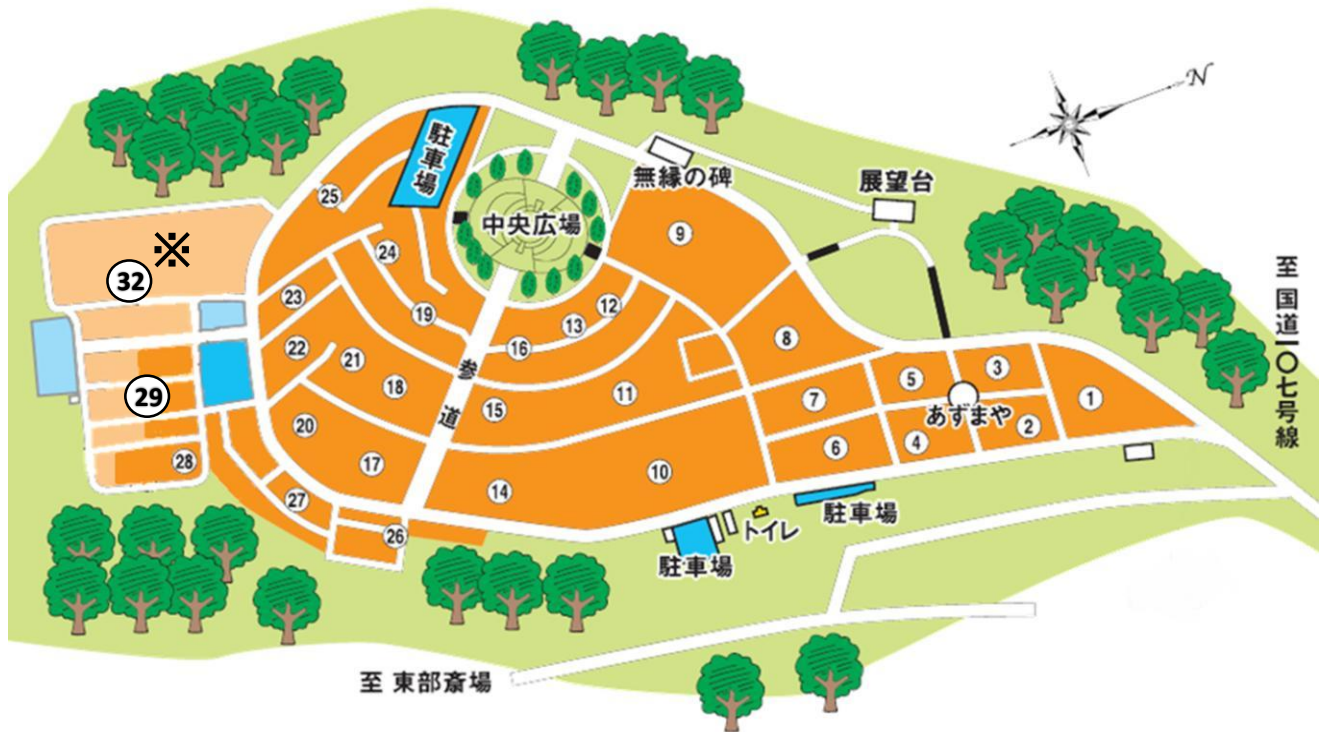 N
駐車場
無縁の碑
展望台
中央広場
㉕
⑨
※
32
㉔
至 国道一〇七号線
㉓
⑲
⑫
⑬
⑯
⑧
㉒
㉑
⑱
参道
⑮
⑪
⑤
③
29
⑦
あずまや
①
⑳
⑥
④
②
㉘
⑰
⑩
⑭
㉗
㉖
駐車場
トイレ
駐車場
至 東部斎場